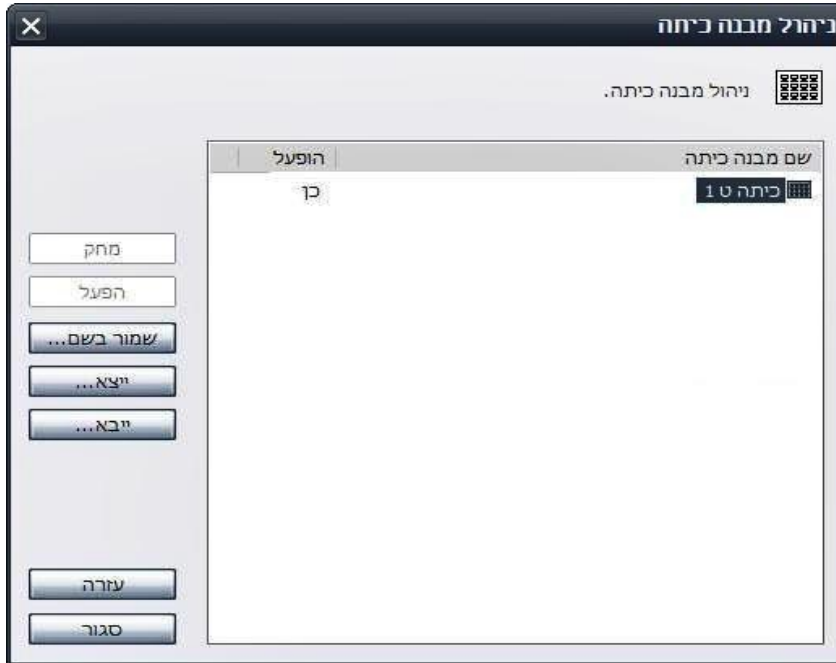 ניהול מבנה כיתה
ניהול מבנה כיתה.
שם מבנה כיתה הופעל
כיתה ט 1 כן
מחק
הפעל
שמור בשם...
ייצא...
ייבא...
עזרה
סגור